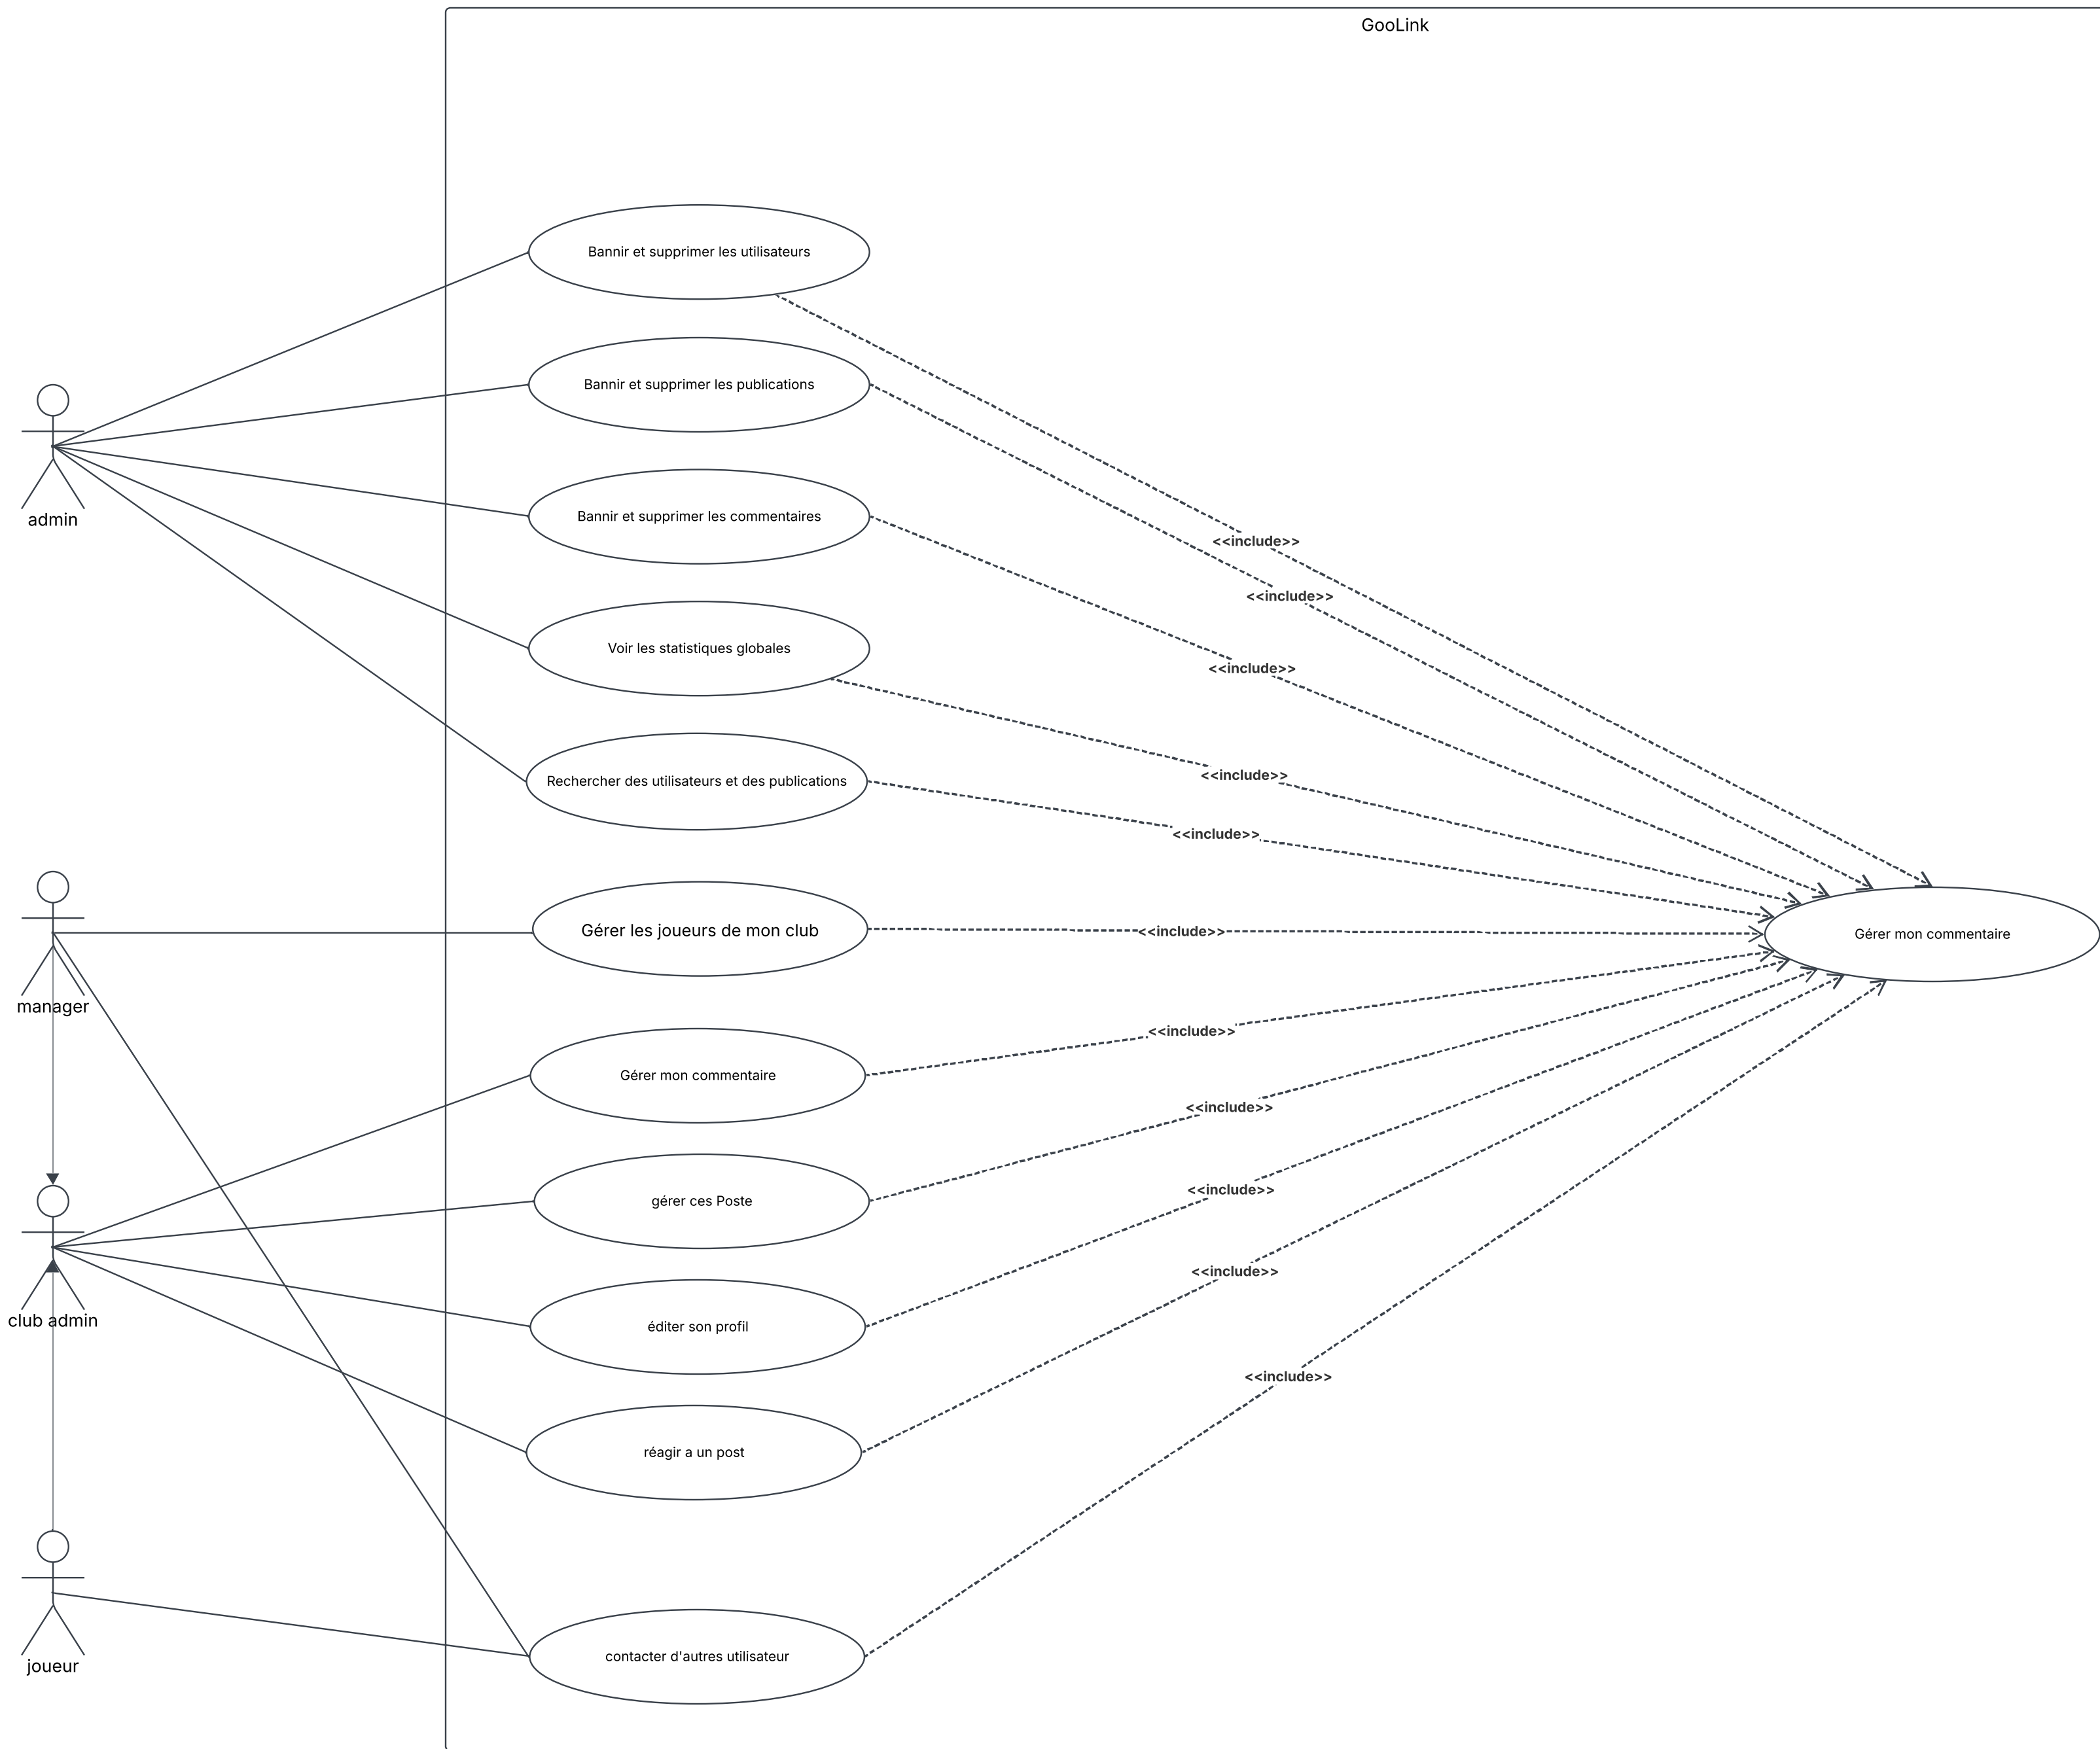 GooLink
Bannir et supprimer les utilisateurs
Bannir et supprimer les publications
admin
Bannir et supprimer les commentaires
<<include>>
<<include>>
Voir les statistiques globales
<<include>>
Rechercher des utilisateurs et des publications
<<include>>
<<include>>
manager
Gérer les joueurs de mon club
<<include>>
Gérer mon commentaire
Gérer mon commentaire
<<include>>
gérer ces Poste
<<include>>
club admin
éditer son profil
<<include>>
réagir a un post
<<include>>
<<include>>
joueur
contacter d'autres utilisateur